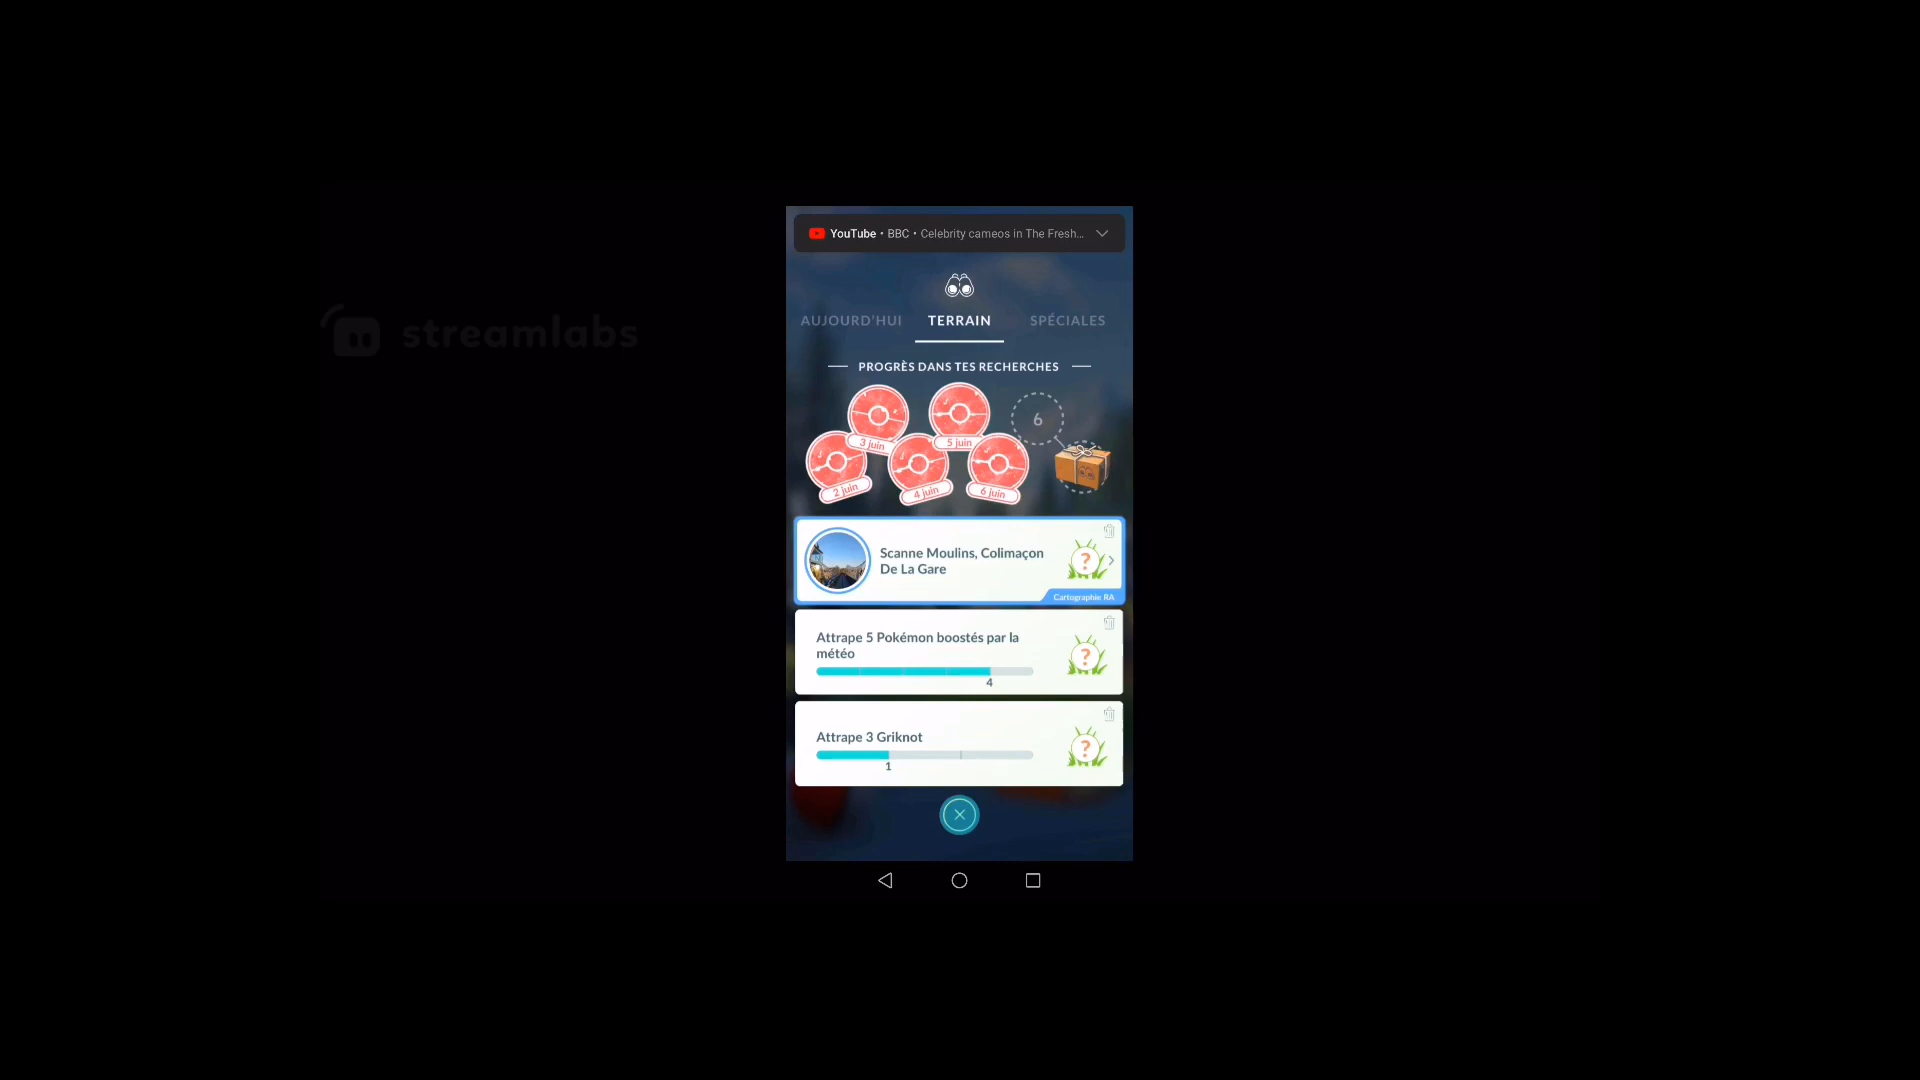 YouTube • BBC • Celebrity cameos in The Fresh...
streamlabs
AUJOURD'HUI TERRAIN SPÉCIALES
PROGRÈS DANS TES RECHERCHES
3 juin 5 juin 6
2 juin 4 juin 6 juin
Scanne Moulins, Colimaçon
De La Gare
?
Cartographie RA
Attrape 5 Pokémon boostés par la
météo
?
4
Attrape 3 Griknot
?
1